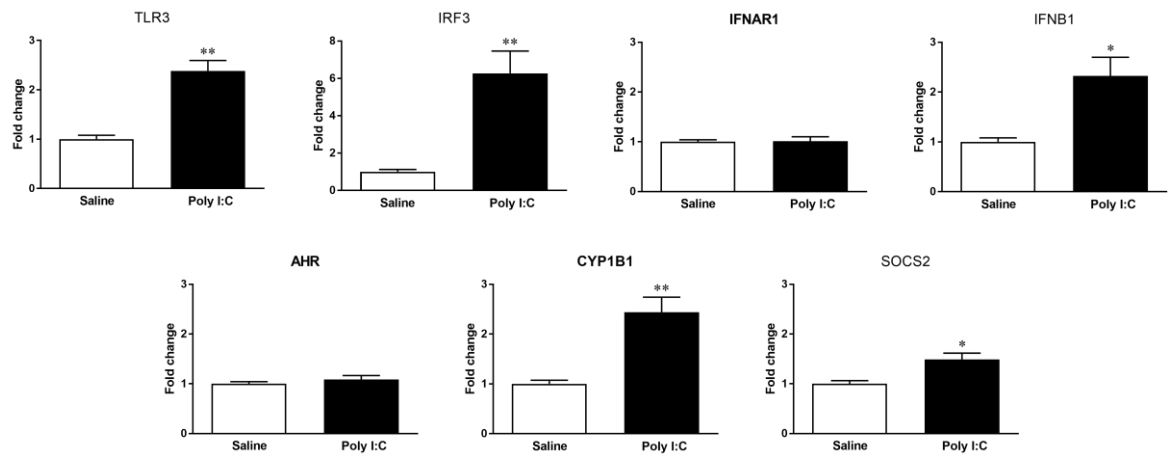 TLR3
IRF3
IFNAR1
IFNB1
Fold change
3
2
1
0
**
Saline
Poly I:C
Fold change
8
6
4
2
0
**
Saline
Poly I:C
Fold change
3
2
1
0
Saline
Poly I:C
Fold change
3
2
1
0
*
Saline
Poly I:C
AHR
CYP1B1
SOCS2
Fold change
3
2
1
0
Saline
Poly I:C
Fold change
3
2
1
0
**
Saline
Poly I:C
Fold change
3
2
1
0
*
Saline
Poly I:C